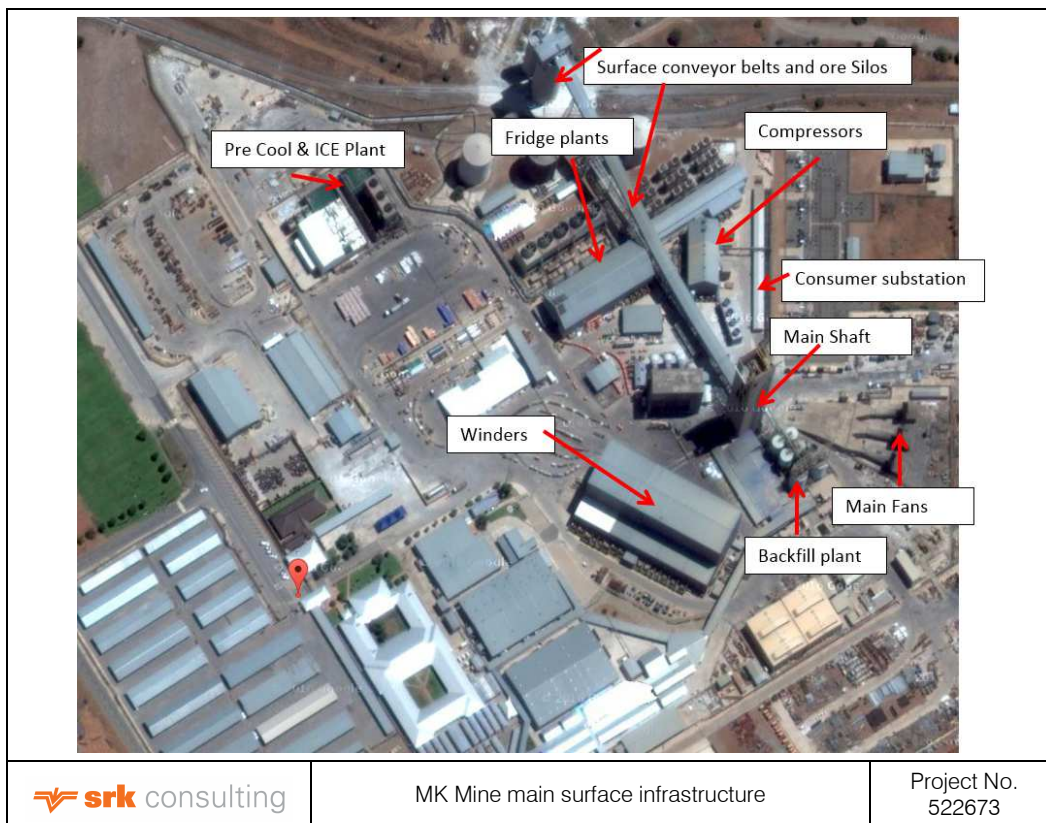 Surface conveyor belts and ore Silos
Fridge plants
Compressors
Pre Cool & ICE Plant
Consumer substation
Main Shaft
Winders
Main Fans
Backfill plant
srk consulting
MK Mine main surface infrastructure
Project No.
522673